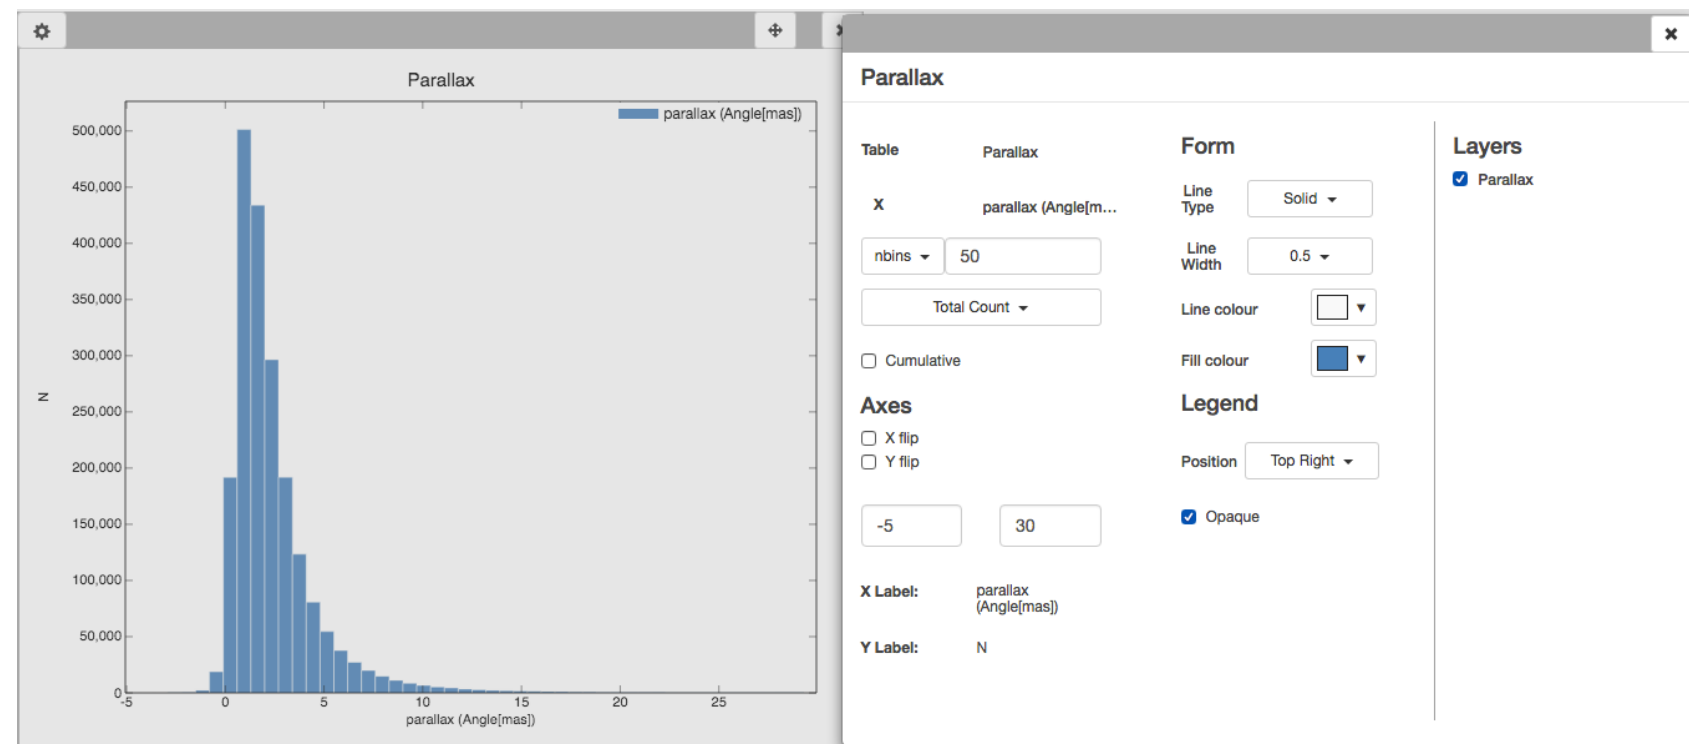 Parallax
parallax (Angle[mas])
500,000
450,000
400,000
350,000
300,000
250,000
200,000
150,000
100,000
50,000
0
N
-5 0 5 10 15 20 25
parallax (Angle[mas])
Parallax
Table Parallax
X parallax (Angle[m...
nbins 50
Total Count
Cumulative
Axes
X flip
Y flip
-5 30
X Label: parallax
(Angle[mas])
Y Label: N
Form
Line
Type
Solid
Line
Width
0.5
Line colour
Fill colour
Legend
Position Top Right
Opaque
Layers
Parallax